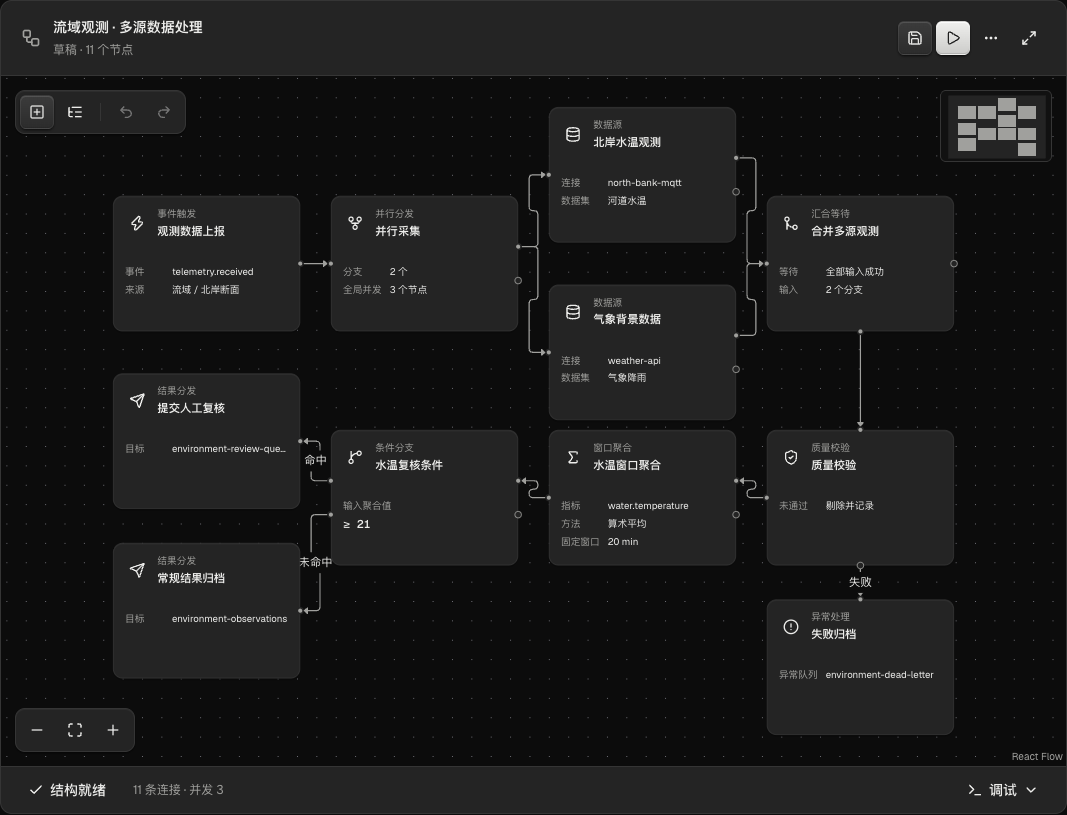 流域观测 · 多源数据处理
草稿 · 11 个节点
数据源
北岸水温观测
连接 north-bank-mqtt
数据集 河道水温
事件触发
观测数据上报
事件 telemetry.received
来源 流域 / 北岸断面
并行分发
并行采集
分支 2 个
全局并发 3 个节点
汇合等待
合并多源观测
等待 全部输入成功
输入 2 个分支
数据源
气象背景数据
连接 weather-api
数据集 气象降雨
结果分发
提交人工复核
目标 environment-review-que...
命中
条件分支
水温复核条件
输入聚合值
≥ 21
窗口聚合
水温窗口聚合
指标 water.temperature
方法 算术平均
固定窗口 20 min
质量校验
质量校验
未通过 剔除并记录
未命中
结果分发
常规结果归档
目标 environment-observations
失败
异常处理
失败归档
异常队列 environment-dead-letter
React Flow
结构就绪
11 条连接 · 并发 3
调试